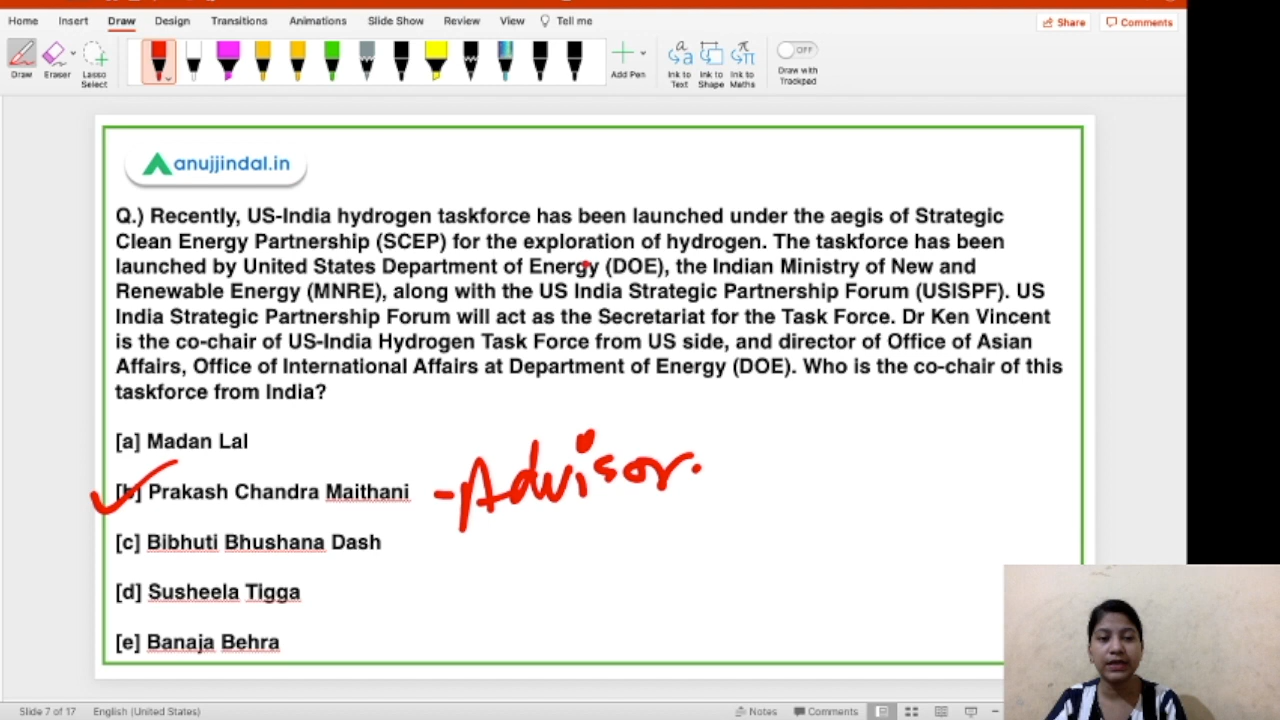 Home Insert Draw Design Transitions Animations Slide Show Review View Tell me Share Comments
Draw Eraser Lasso Select Add Pen Ink to Text Ink to Shape Ink to Maths OFF Draw with Trackpad
anujjindal.in
Q.) Recently, US-India hydrogen taskforce has been launched under the aegis of Strategic
Clean Energy Partnership (SCEP) for the exploration of hydrogen. The taskforce has been
launched by United States Department of Energy (DOE), the Indian Ministry of New and
Renewable Energy (MNRE), along with the US India Strategic Partnership Forum (USISPF). US
India Strategic Partnership Forum will act as the Secretariat for the Task Force. Dr Ken Vincent
is the co-chair of US-India Hydrogen Task Force from US side, and director of Office of Asian
Affairs, Office of International Affairs at Department of Energy (DOE). Who is the co-chair of this
taskforce from India?
[a] Madan Lal
[b] Prakash Chandra Maithani - Advisor.
[c] Bibhuti Bhushana Dash
[d] Susheela Tigga
[e] Banaja Behra
Slide 7 of 17 English (United States) Notes Comments